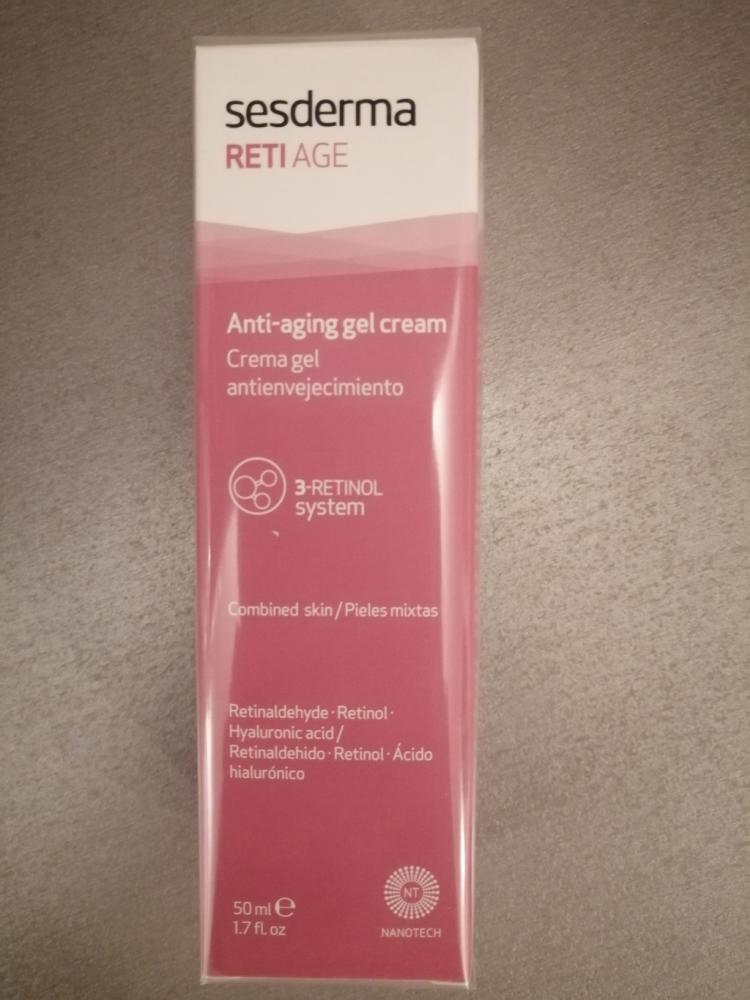 sesderma
RETI AGE
Anti-aging gel cream
Crema gel
antienvejecimiento
3-RETINOL
system
Combined skin / Pieles mixtas
Retinaldehyde · Retinol ·
Hyaluronic acid /
Retinaldehido · Retinol · Ácido
hialurónico
NT
50 ml e
1.7 fl. oz
NANOTECH